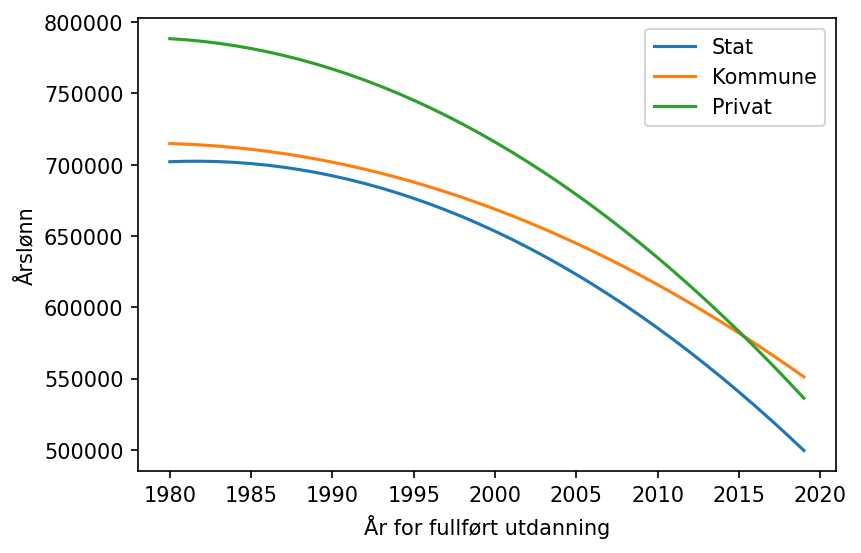 800000
750000
700000
650000
600000
550000
500000
Årslønn
Stat
Kommune
Privat
1980 1985 1990 1995 2000 2005 2010 2015 2020
År for fullført utdanning